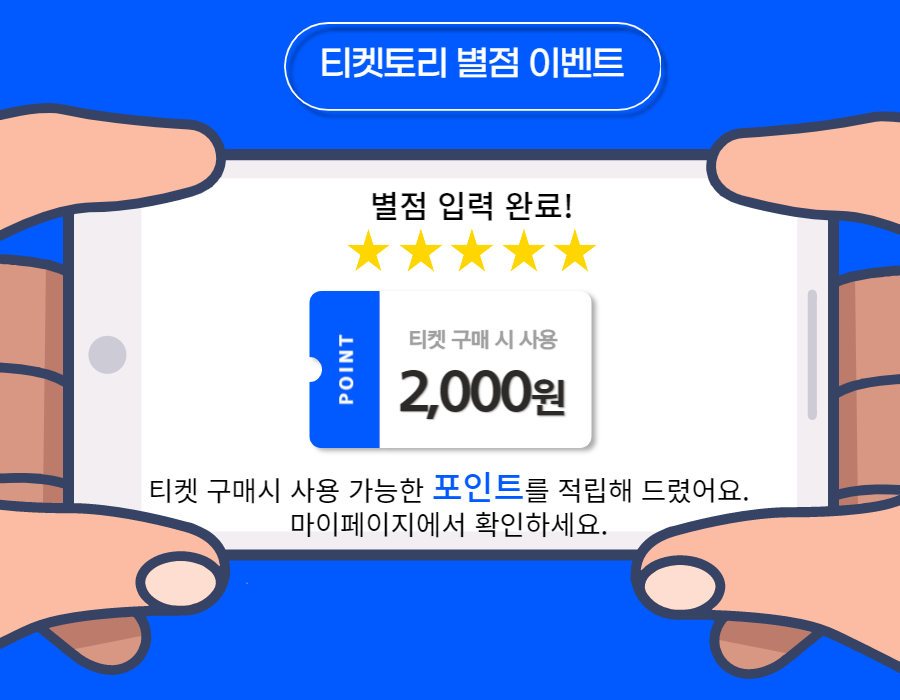 티켓토리 별점 이벤트
별점 입력 완료!
POINT
티켓 구매 시 사용
2,000원
티켓 구매시 사용 가능한 포인트를 적립해 드렸어요.
마이페이지에서 확인하세요.